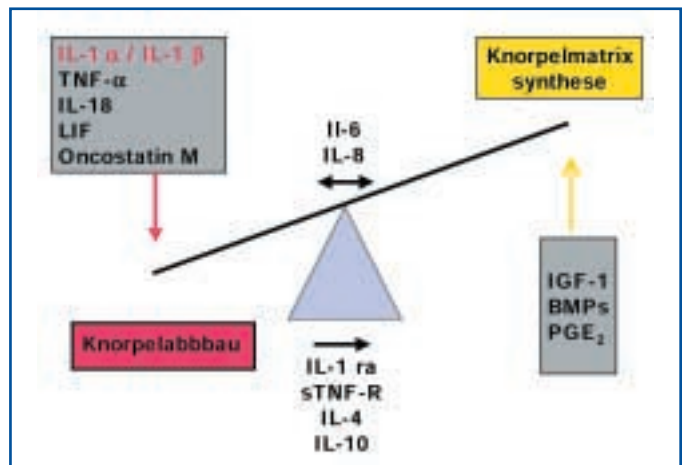 IL-1 α / IL-1 β
TNF-α
IL-18
LIF
Oncostatin M
Knorpelmatrix
synthese
Il-6
IL-8
Knorpelabbbau
IGF-1
BMPs
PGE₂
IL-1 ra
sTNF-R
IL-4
IL-10